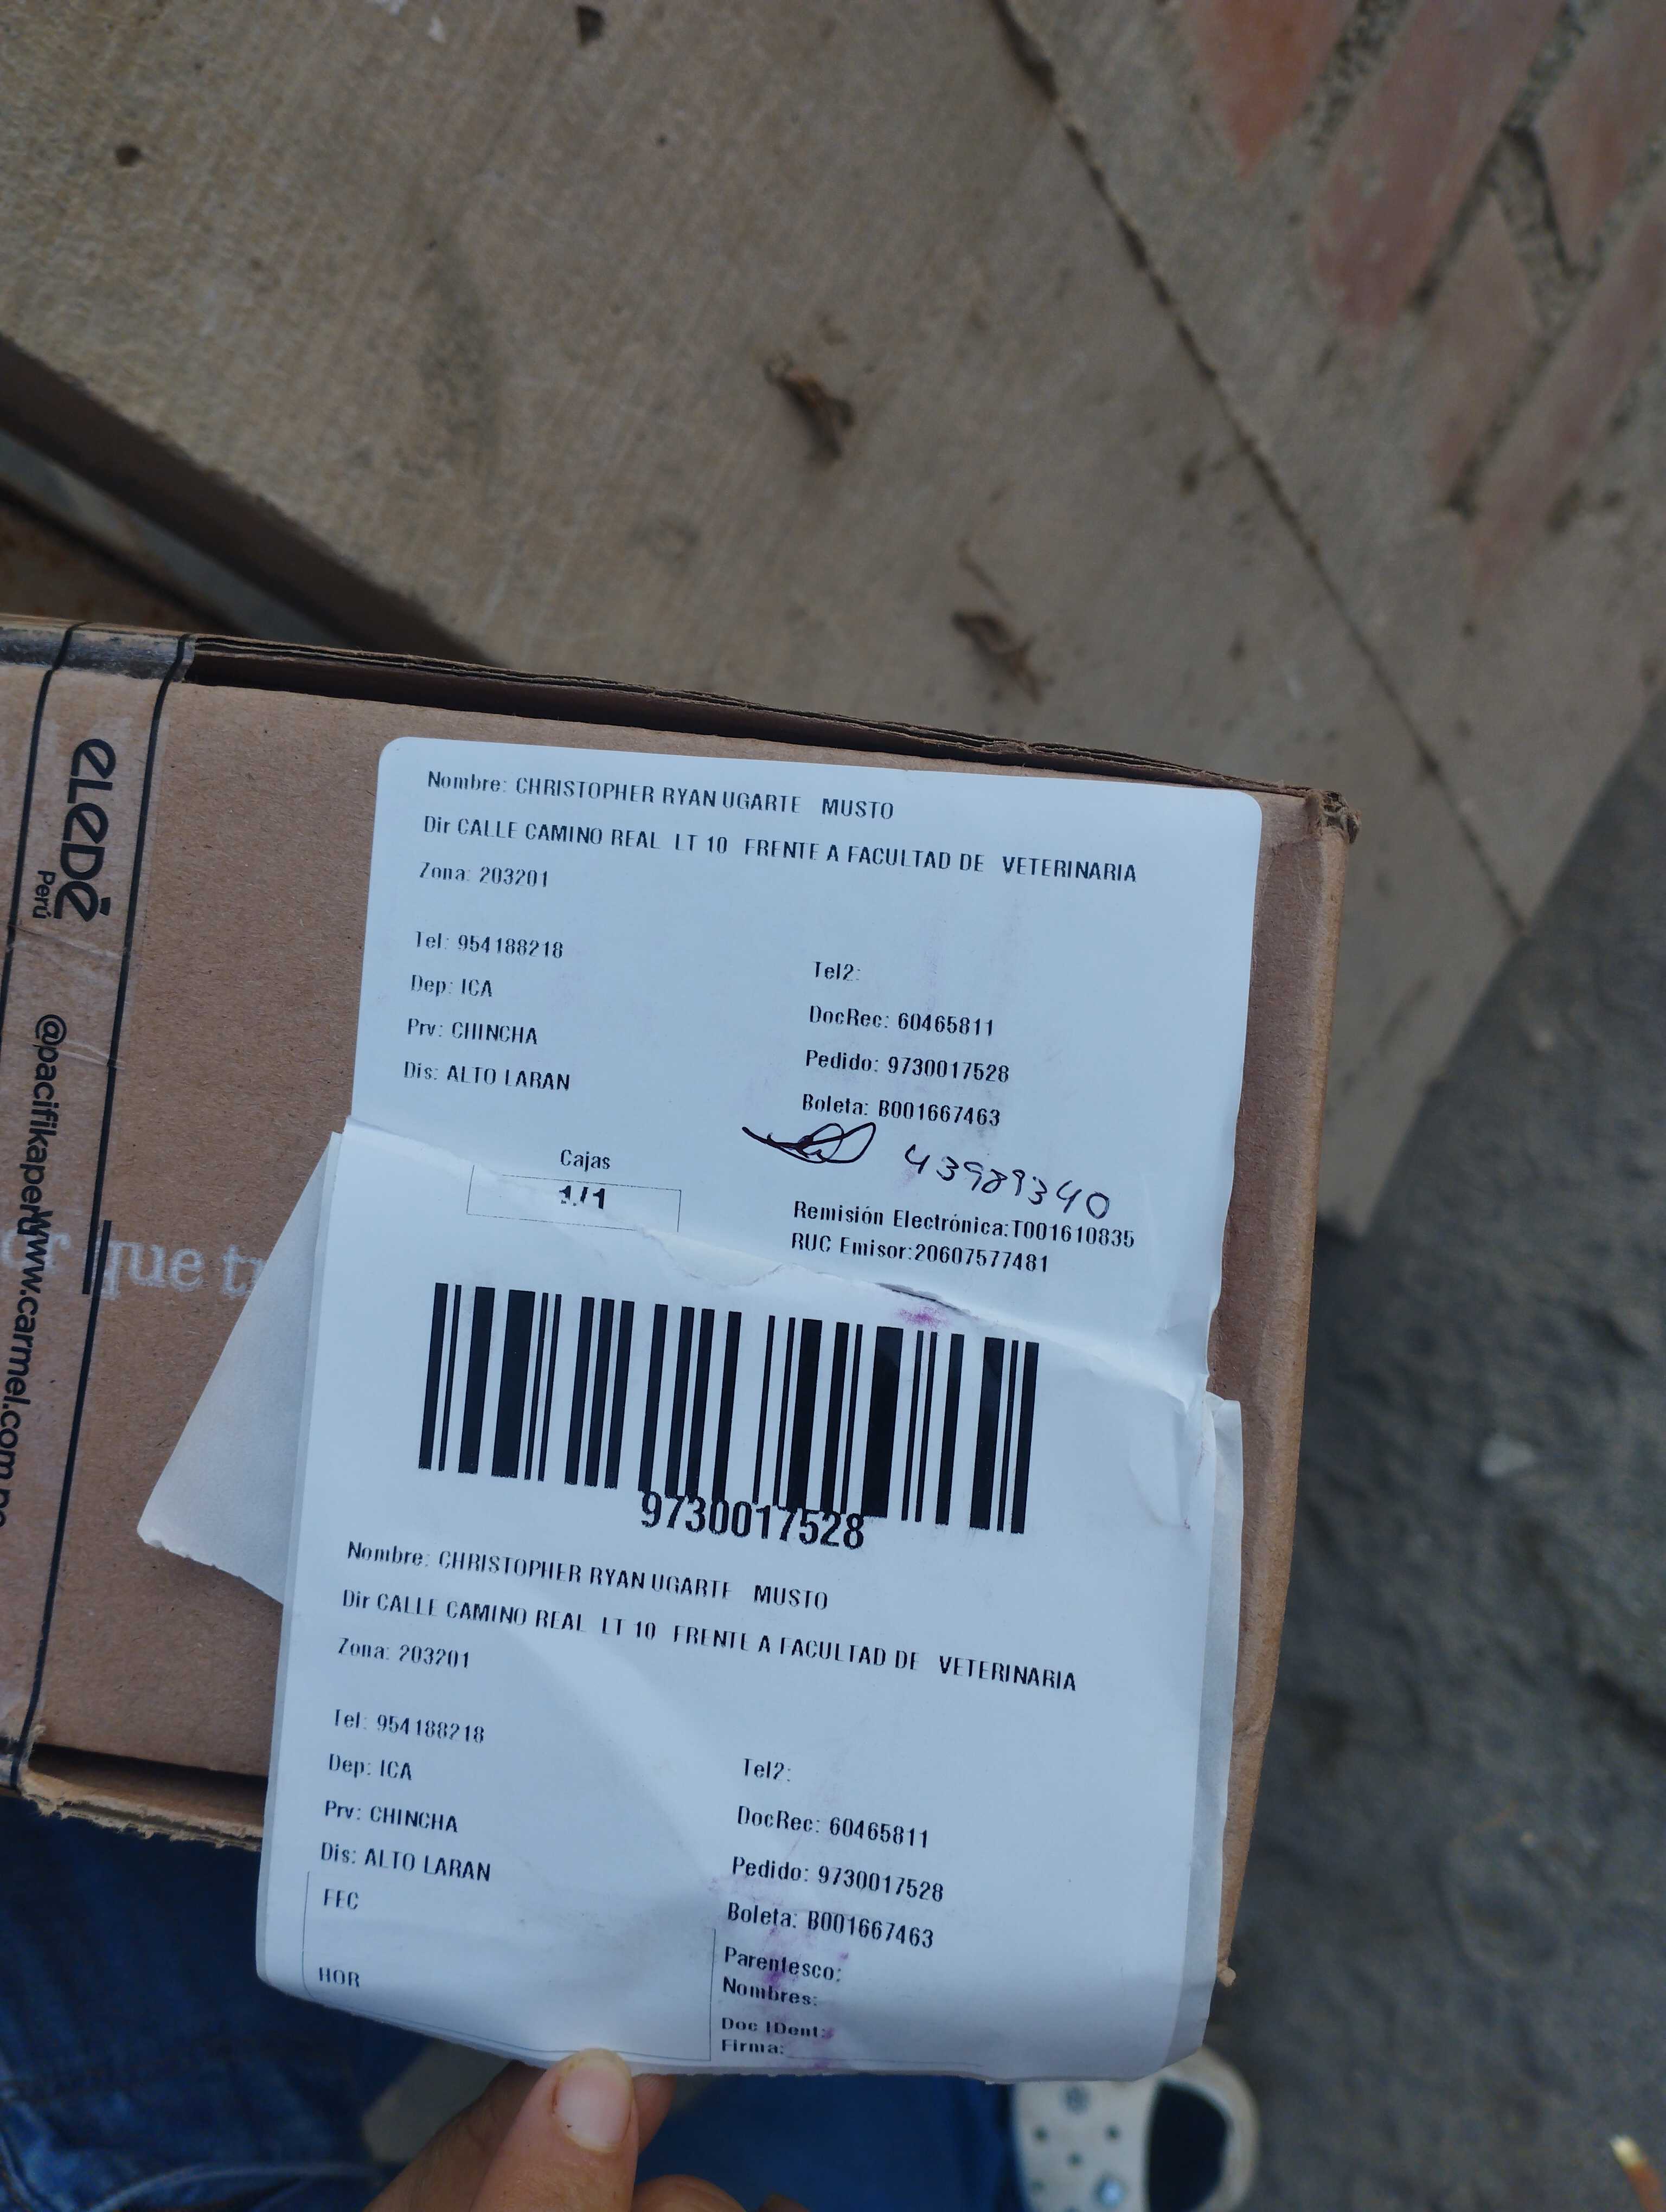 Nombre: CHRISTOPHER RYAN UGARTE MUSTO
Dir CALLE CAMINO REAL LT 10 FRENTE A FACULTAD DE VETERINARIA
Zona: 203201
Tel: 954188218
Dep: ICA
Prv: CHINCHA
Dis: ALTO LARAN
Tel2:
DocRec: 60465811
Pedido: 9730017528
Boleta: B001667463
43989340
Cajas
1/1
Remisión Electrónica:T001610835
RUC Emisor:20607577481
9730017528
Nombre: CHRISTOPHER RYAN UGARTE MUSTO
Dir CALLE CAMINO REAL LT 10 FRENTE A FACULTAD DE VETERINARIA
Zona: 203201
Tel: 954188218
Dep: ICA
Prv: CHINCHA
Dis: ALTO LARAN
FEC
HOR
Tel2:
DocRec: 60465811
Pedido: 9730017528
Boleta: B001667463
Parentesco:
Nombres:
Doc IDent:
Firma:
eLeDé
Perú
@pacifikaperu
www.carmel.com.pe
que